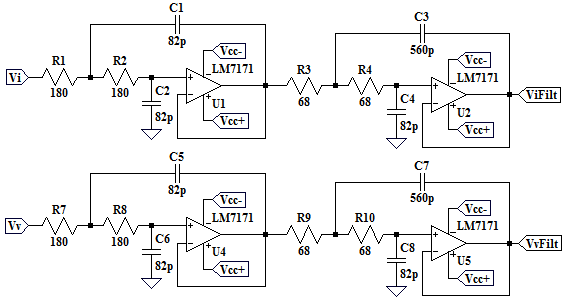 C1
82p
C3
560p
Vi
R1
180
R2
180
C2
82p
Vcc-
LM7171
U1
Vcc+
R3
68
R4
68
C4
82p
Vcc-
LM7171
U2
Vcc+
ViFilt
C5
82p
C7
560p
Vv
R7
180
R8
180
C6
82p
Vcc-
LM7171
U4
Vcc+
R9
68
R10
68
C8
82p
Vcc-
LM7171
U5
Vcc+
VvFilt